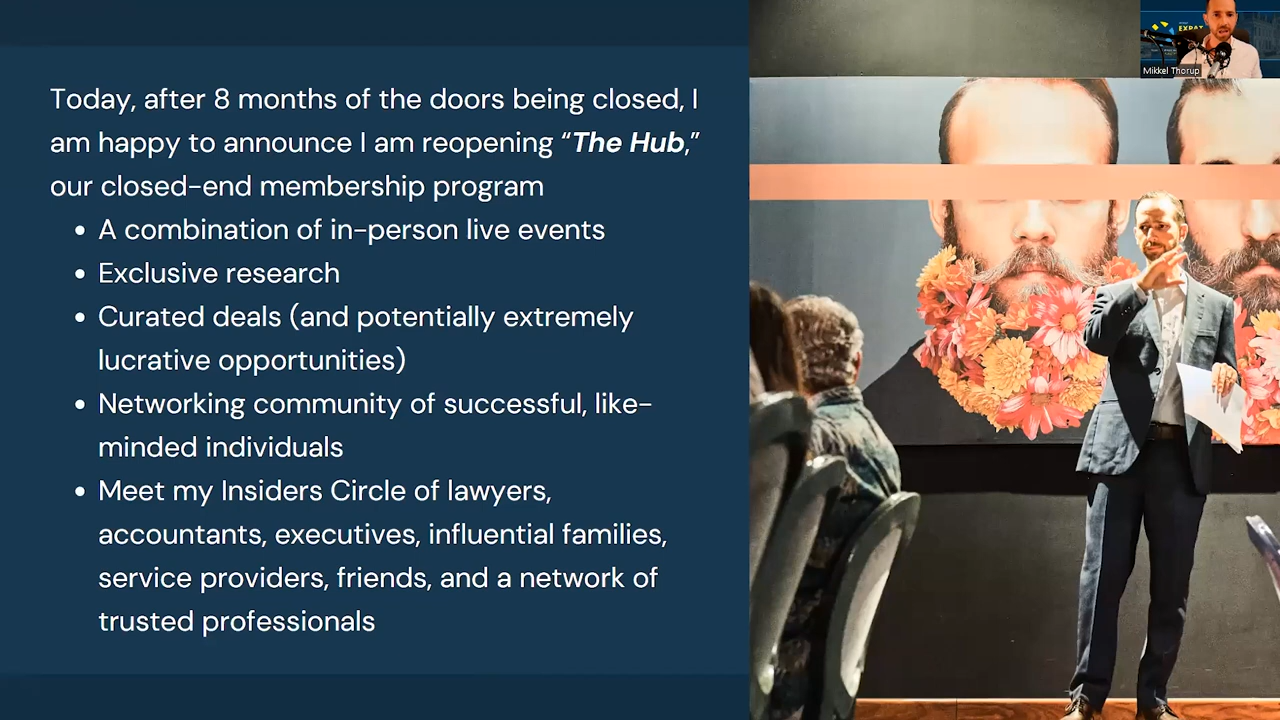 Today, after 8 months of the doors being closed, I
am happy to announce I am reopening “The Hub,”
our closed-end membership program
• A combination of in-person live events
• Exclusive research
• Curated deals (and potentially extremely
lucrative opportunities)
• Networking community of successful, like-
minded individuals
• Meet my Insiders Circle of lawyers,
accountants, executives, influential families,
service providers, friends, and a network of
trusted professionals
EXPAT
Mikkel Thorup